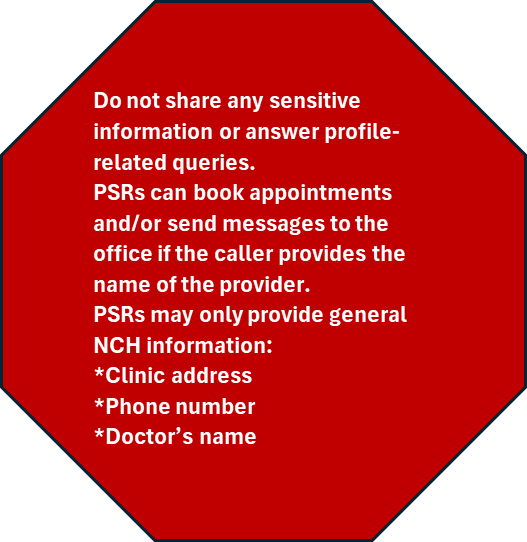 Do not share any sensitive
information or answer profile-
related queries.
PSRs can book appointments
and/or send messages to the
office if the caller provides the
name of the provider.
PSRs may only provide general
NCH information:
*Clinic address
*Phone number
*Doctor’s name